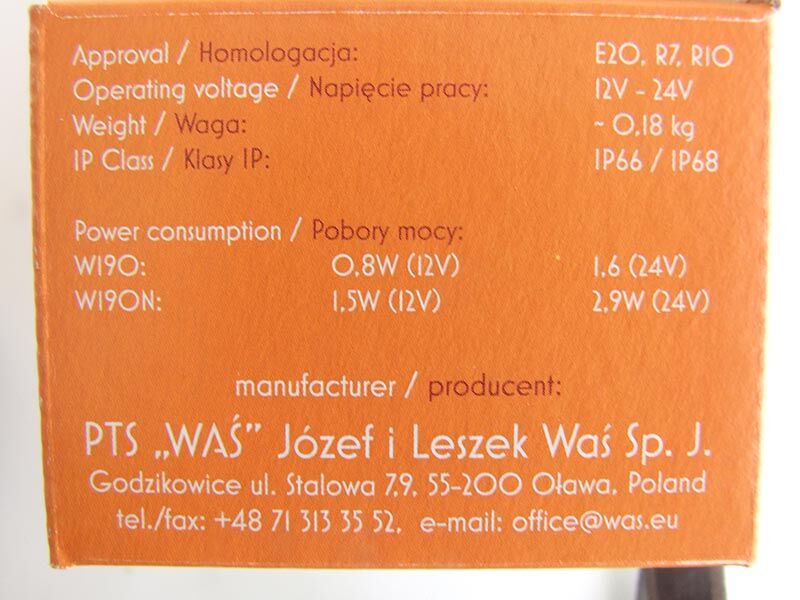 Approval / Homologacja: E20, R7, R10
Operating voltage / Napięcie pracy: 12V - 24V
Weight / Waga: ~ 0,18 kg
IP Class / Klasy IP: IP66 / IP68
Power consumption / Pobory mocy:
W190: 0,8W (12V) 1,6 (24V)
W190N: 1,5W (12V) 2,9W (24V)
manufacturer / producent:
PTS „WAŚ” Józef i Leszek Waś Sp. J.
Godzikowice ul. Stalowa 7,9, 55-200 Oława, Poland
tel./fax: +48 71 313 35 52, e-mail: office@was.eu